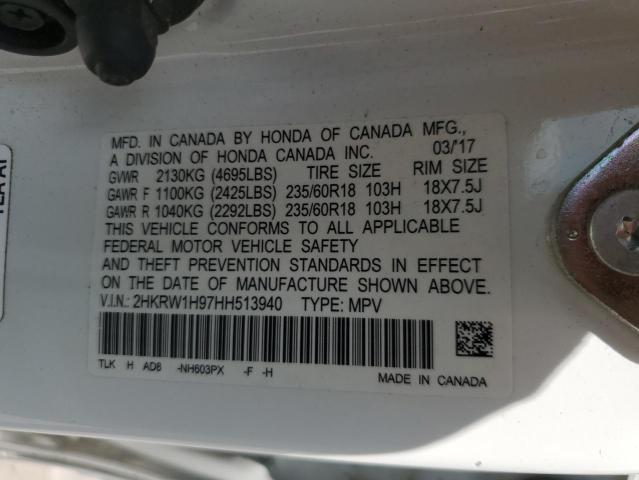 MFD. IN CANADA BY HONDA OF CANADA MFG.,
A DIVISION OF HONDA CANADA INC. 03/17
GVWR 2130KG (4695LBS) TIRE SIZE RIM SIZE
GAWR F 1100KG (2425LBS) 235/60R18 103H 18X7.5J
GAWR R 1040KG (2292LBS) 235/60R18 103H 18X7.5J
THIS VEHICLE CONFORMS TO ALL APPLICABLE
FEDERAL MOTOR VEHICLE SAFETY
AND THEFT PREVENTION STANDARDS IN EFFECT
ON THE DATE OF MANUFACTURE SHOWN ABOVE.
V.I.N.: 2HKRW1H97HH513940 TYPE: MPV
TLK H AD6 -NH603PX -F -H
MADE IN CANADA